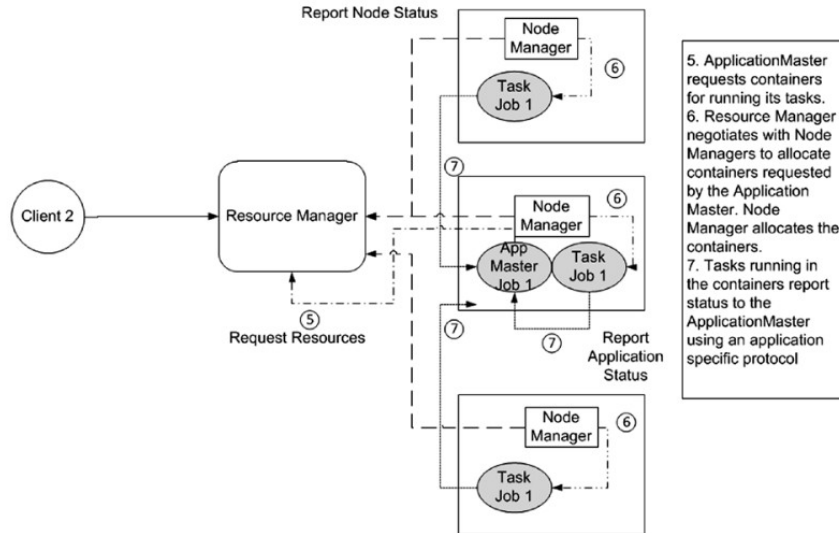 Report Node Status
Node
Manager
⑥
Task
Job 1
⑦
Client 2
Resource Manager
Node
Manager
⑥
App
Master
Job 1
Task
Job 1
⑤
Request Resources
⑦
⑦
Report
Application
Status
Node
Manager
⑥
Task
Job 1
5. ApplicationMaster
requests containers
for running its tasks.
6. Resource Manager
negotiates with Node
Managers to allocate
containers requested
by the Application
Master. Node
Manager allocates the
containers.
7. Tasks running in
the containers report
status to the
ApplicationMaster
using an application
specific protocol